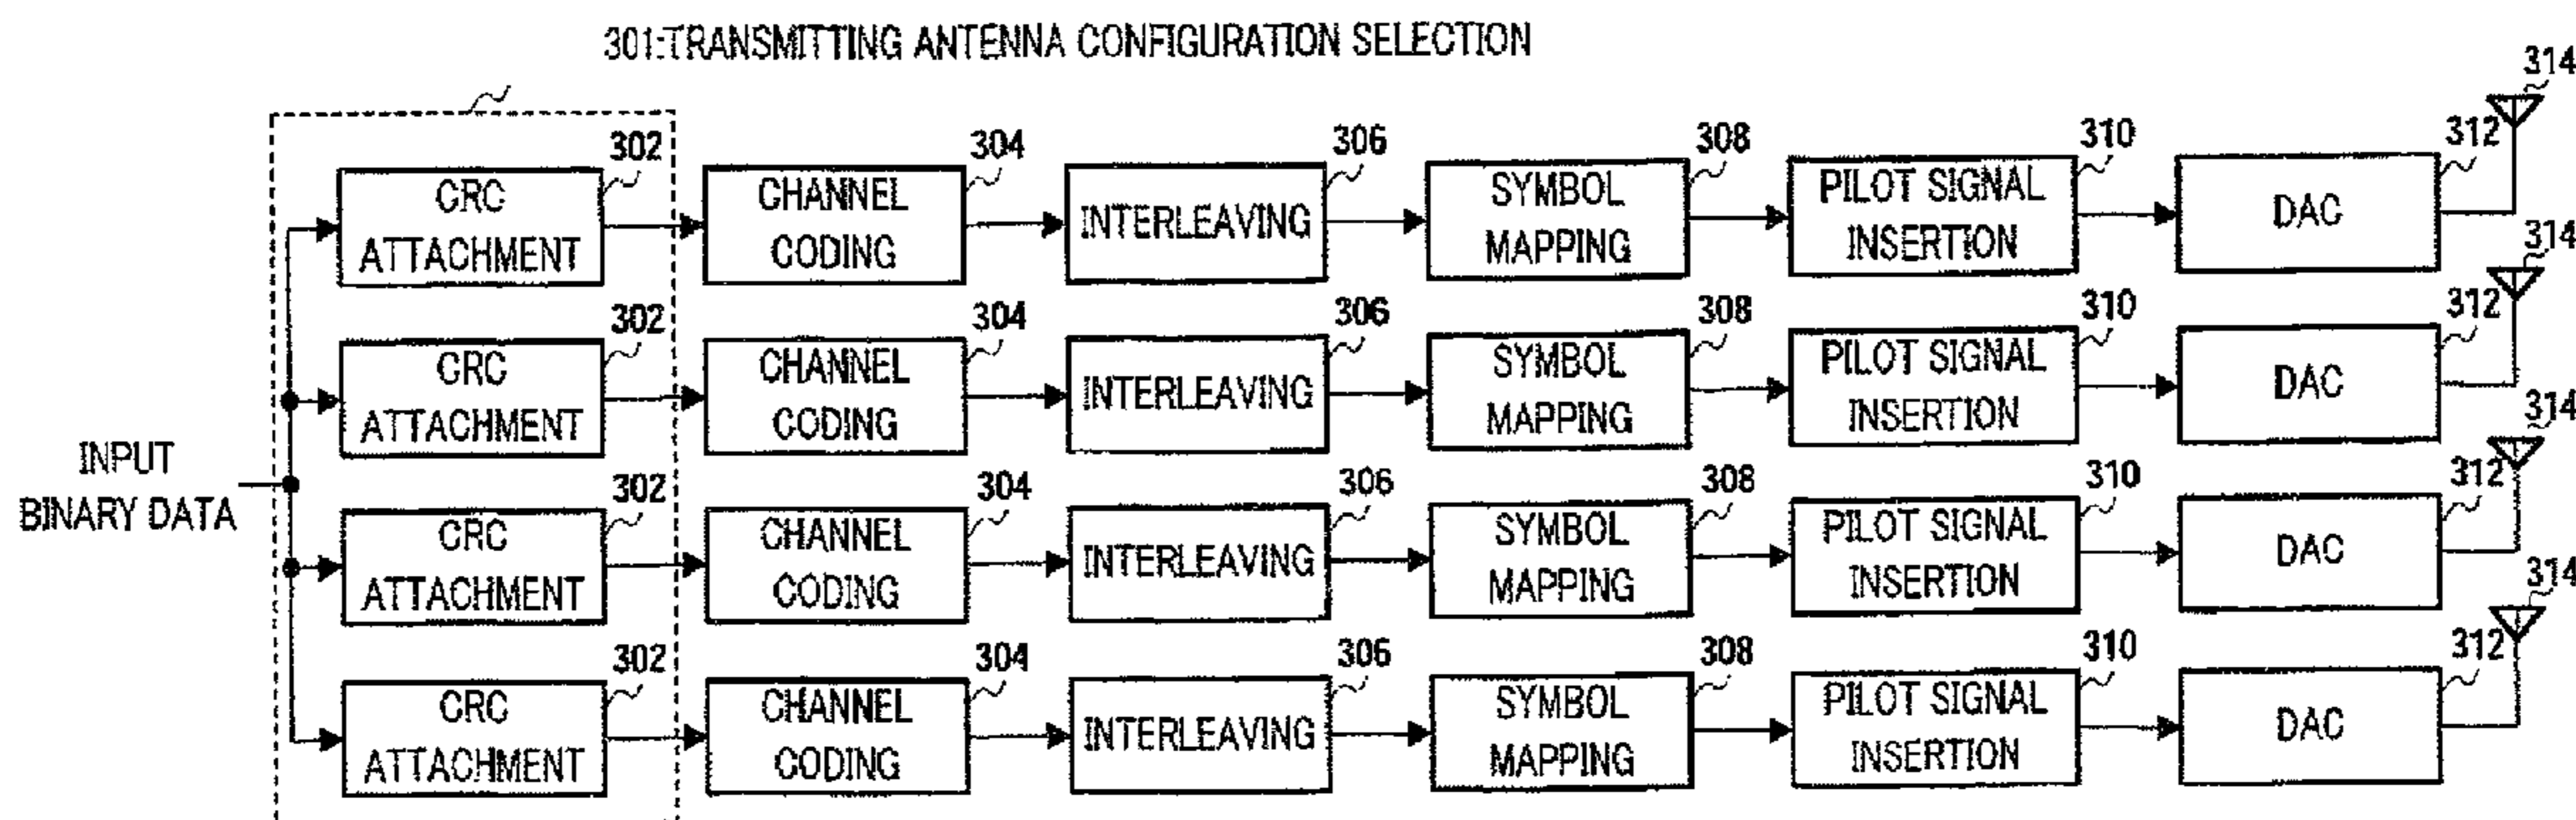 301:TRANSMITTING ANTENNA CONFIGURATION SELECTION
314
302 304 306 308 310 312
CRC CHANNEL INTERLEAVING SYMBOL PILOT SIGNAL DAC
ATTACHMENT CODING MAPPING INSERTION
314
302 304 306 308 310 312
CRC CHANNEL INTERLEAVING SYMBOL PILOT SIGNAL DAC
ATTACHMENT CODING MAPPING INSERTION
314
INPUT
BINARY DATA
302 304 306 308 310 312
CRC CHANNEL INTERLEAVING SYMBOL PILOT SIGNAL DAC
ATTACHMENT CODING MAPPING INSERTION
314
302 304 306 308 310 312
CRC CHANNEL INTERLEAVING SYMBOL PILOT SIGNAL DAC
ATTACHMENT CODING MAPPING INSERTION